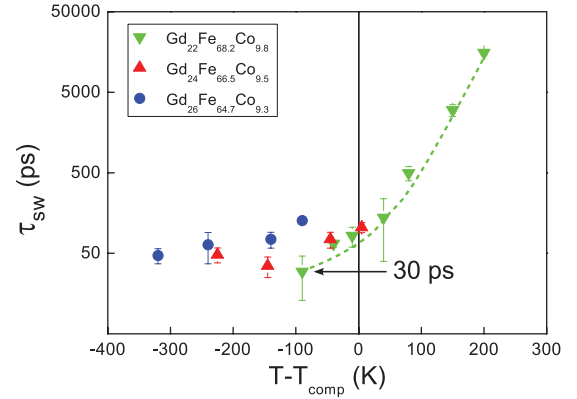 50000
5000
500
50
τsw (ps)
Gd22Fe68.2Co9.8
Gd24Fe66.5Co9.5
Gd26Fe64.7Co9.3
30 ps
-400 -300 -200 -100 0 100 200 300
T-Tcomp (K)